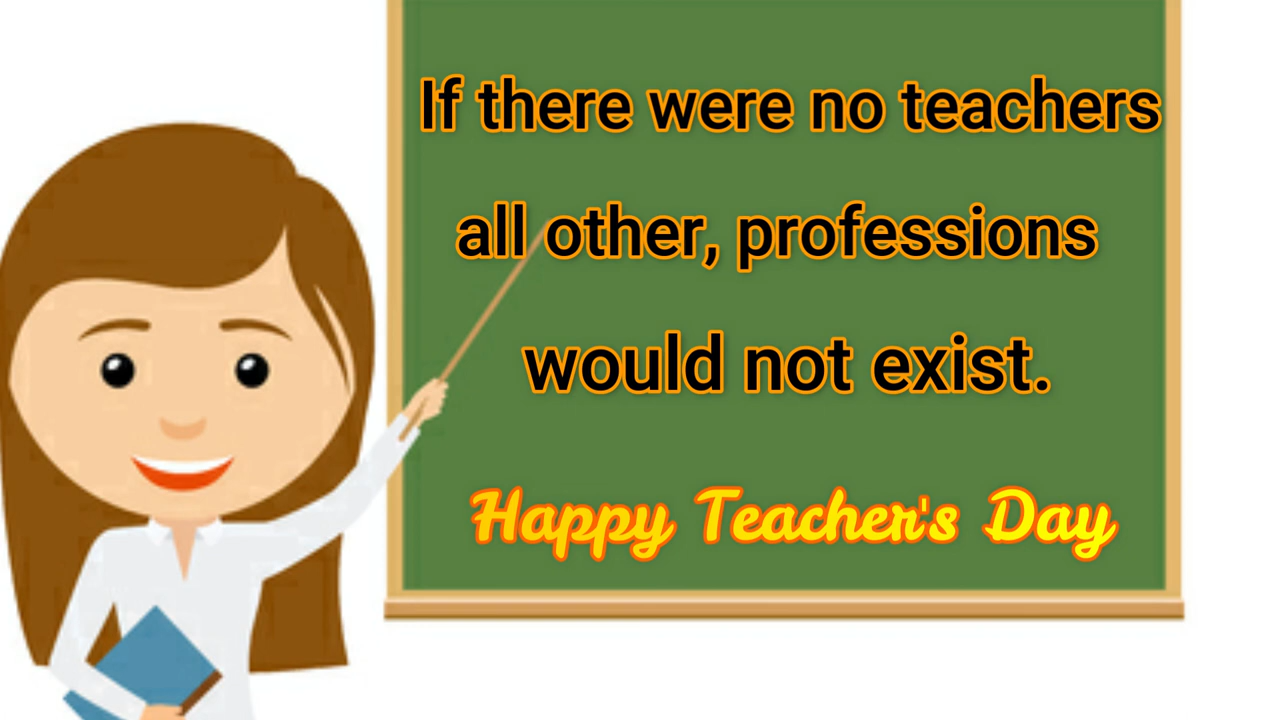 If there were no teachers
all other, professions
would not exist.
Happy Teacher's Day